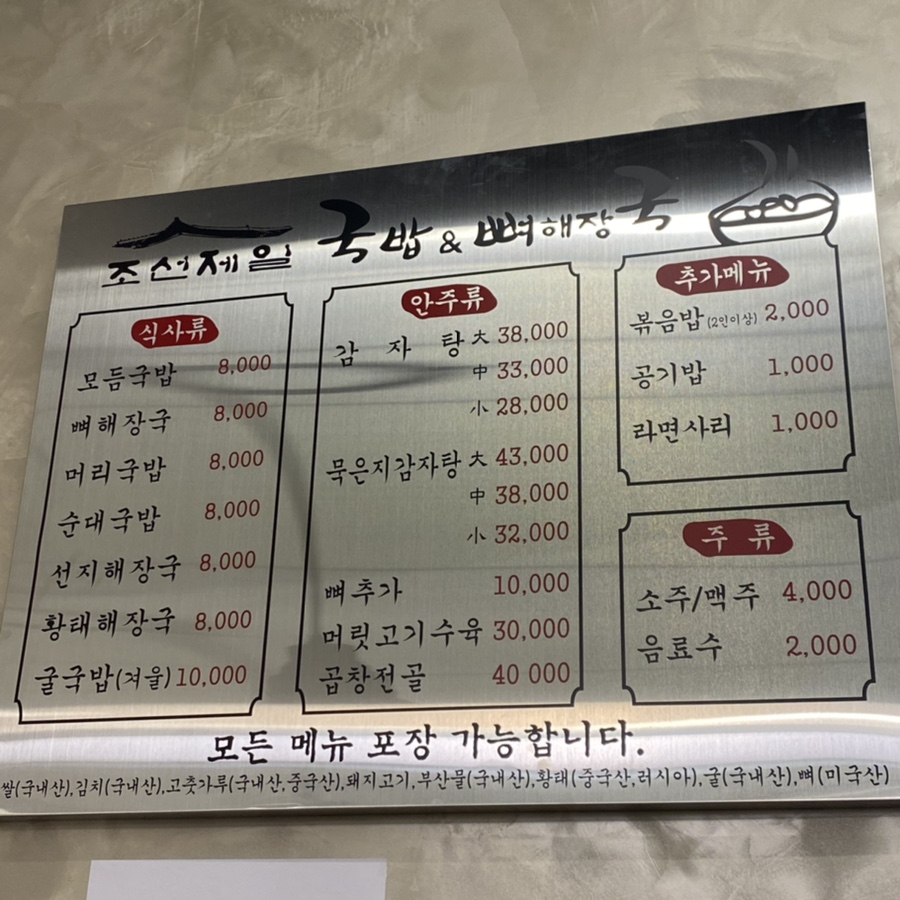 조선제일 국밥 & 뼈해장국
식사류
모듬국밥 8,000
뼈해장국 8,000
머리국밥 8,000
순대국밥 8,000
선지해장국 8,000
황태해장국 8,000
굴국밥(겨울) 10,000
안주류
감자탕 大 38,000
中 33,000
小 28,000
묵은지감자탕 大 43,000
中 38,000
小 32,000
뼈추가 10,000
머릿고기수육 30,000
곱창전골 40 000
추가메뉴
볶음밥(2인이상) 2,000
공기밥 1,000
라면사리 1,000
주류
소주/맥주 4,000
음료수 2,000
모든 메뉴 포장 가능합니다.
쌀(국내산),김치(국내산),고춧가루(국내산,중국산),돼지고기,부산물(국내산),황태(중국산,러시아),굴(국내산),뼈(미국산)